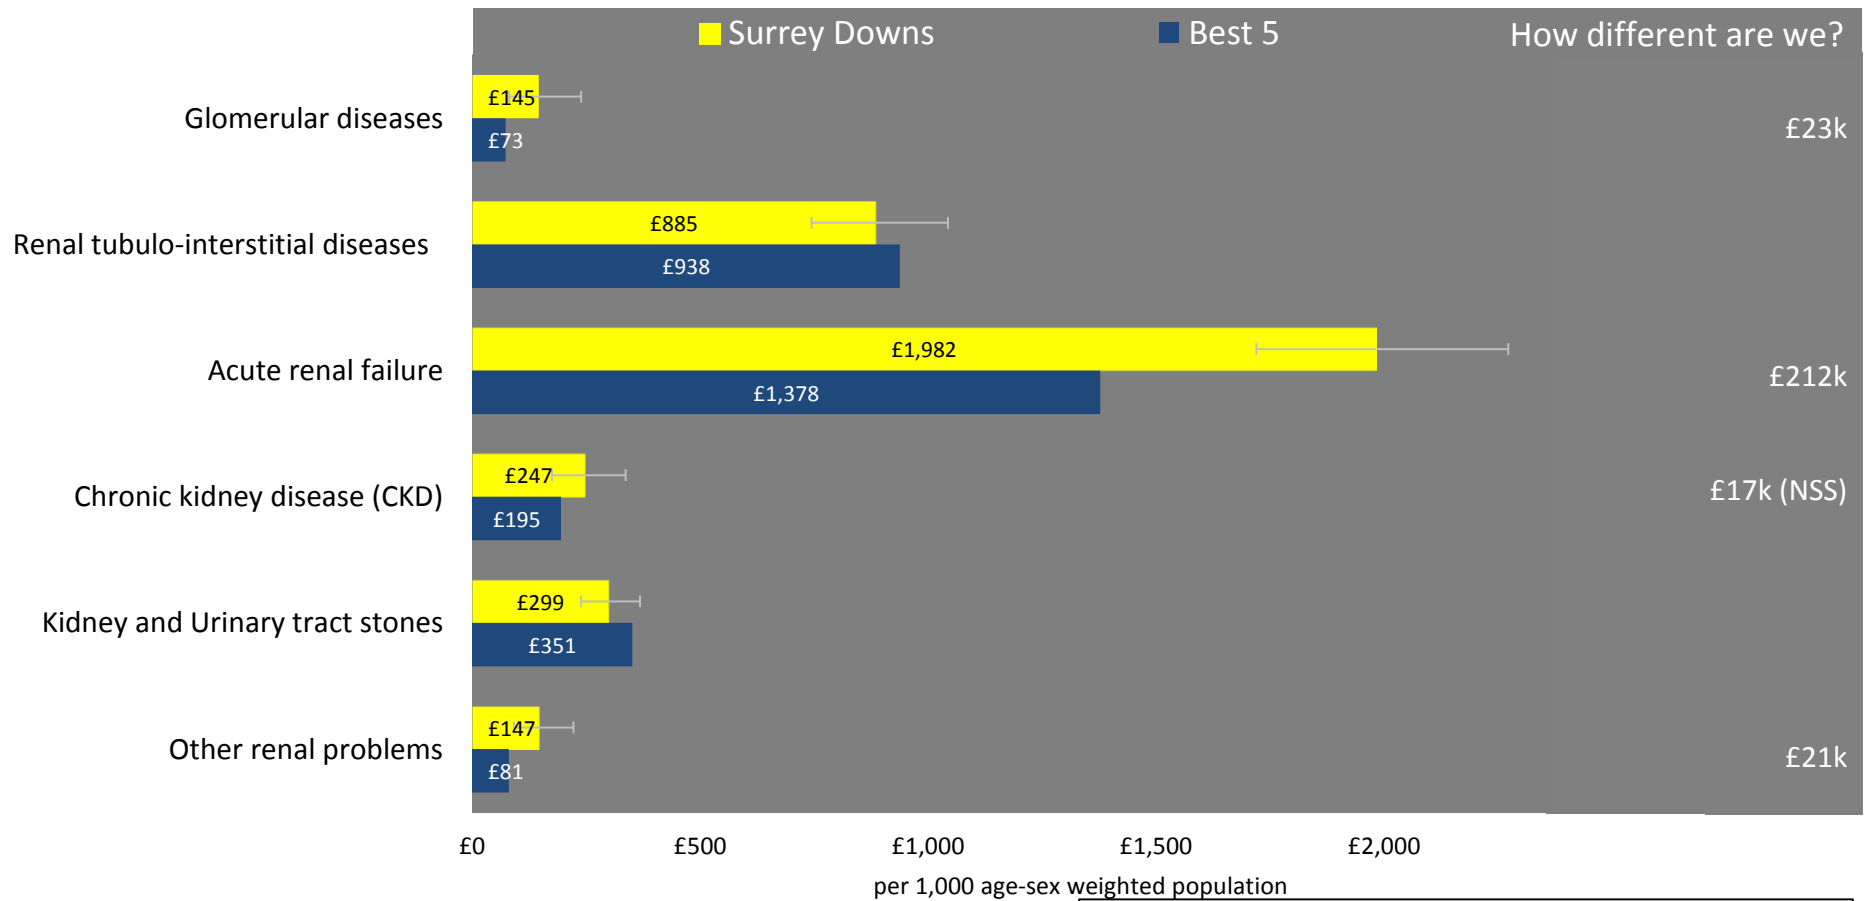 Surrey Downs Best 5 How different are we?
Glomerular diseases £145 £73 £23k
Renal tubulo-interstitial diseases £885 £938
Acute renal failure £1,982 £1,378 £212k
Chronic kidney disease (CKD) £247 £195 £17k (NSS)
Kidney and Urinary tract stones £299 £351
Other renal problems £147 £81 £21k
£0 £500 £1,000 £1,500 £2,000
per 1,000 age-sex weighted population